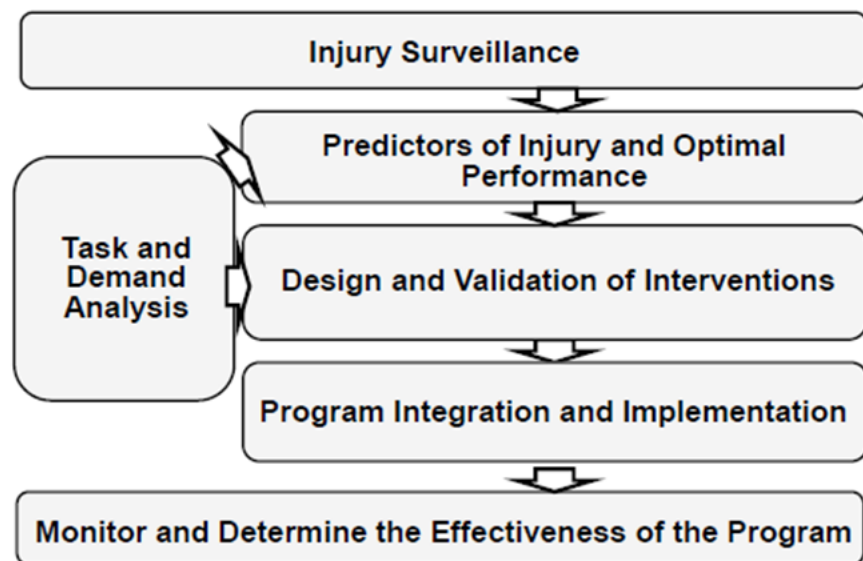 Injury Surveillance
Predictors of Injury and Optimal
Performance
Task and
Demand
Analysis
Design and Validation of Interventions
Program Integration and Implementation
Monitor and Determine the Effectiveness of the Program